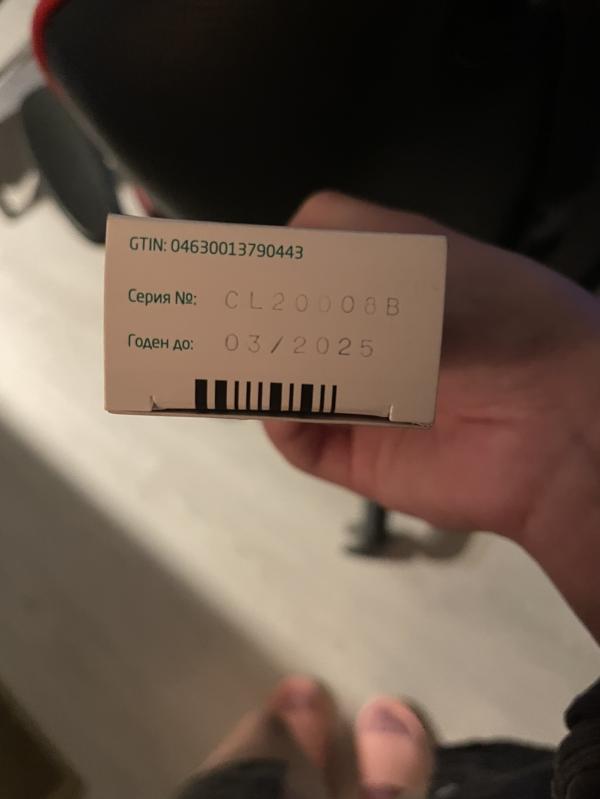 GTIN: 04630013790443
Серия №: CL20008B
Годен до: 03/2025